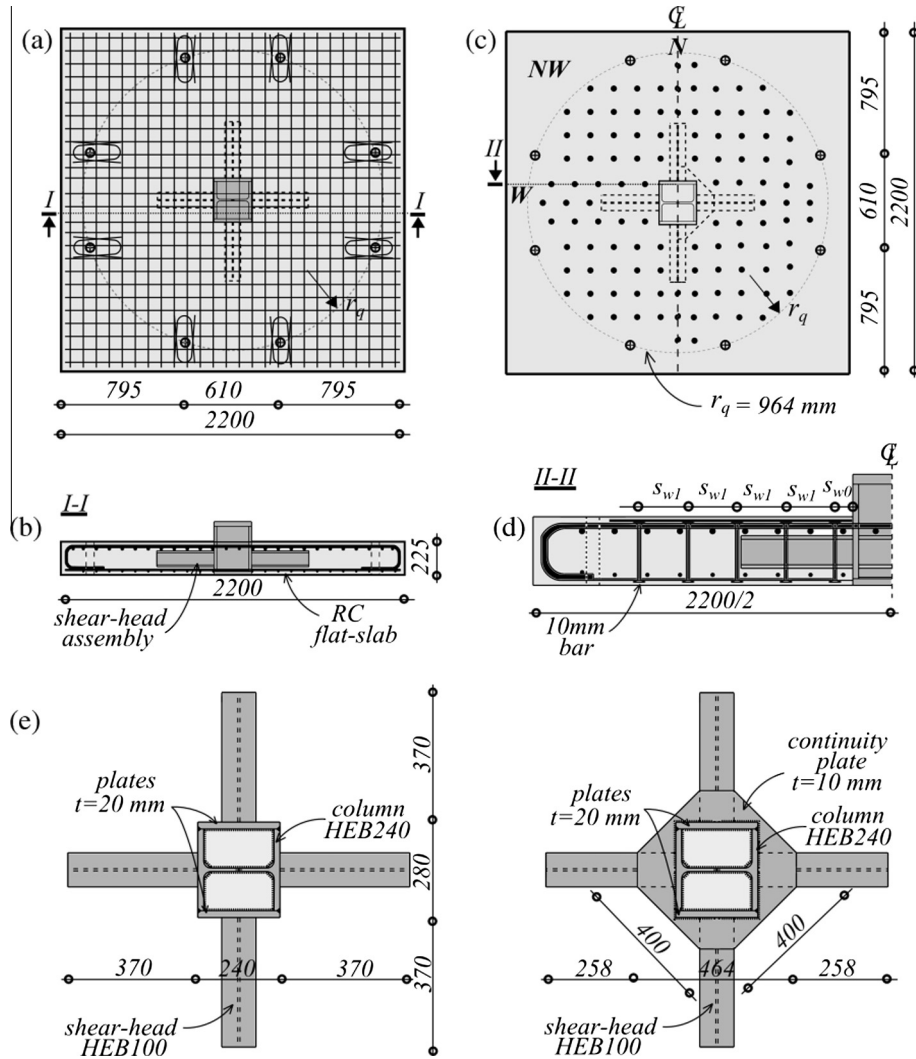 (a)
I
I
r_q
795
610
795
2200
(b)
I-I
225
2200
shear-head
assembly
RC
flat-slab
(c)
CL
N
NW
II
W
r_q
r_q = 964 mm
795
610
795
2200
(d)
II-II
CL
s_w1
s_w1
s_w1
s_w1
s_w0
2200/2
10mm
bar
(e)
plates
t=20 mm
column
HEB240
370
280
370
370
240
370
shear-head
HEB100
plates
t=20 mm
continuity
plate
t=10 mm
column
HEB240
400
400
258
464
258
shear-head
HEB100